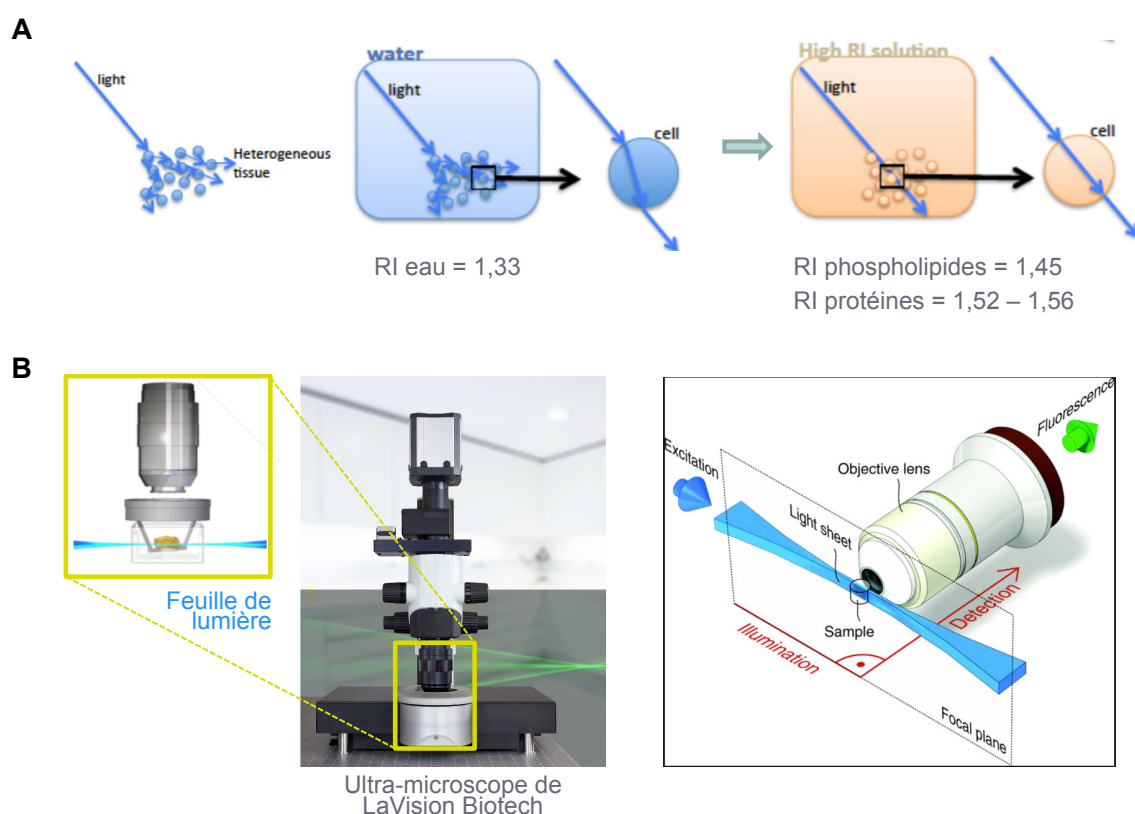 A
light
Heterogeneous
tissue
water
light
cell
High RI solution
light
cell
RI eau = 1,33
RI phospholipides = 1,45
RI protéines = 1,52 – 1,56
B
Feuille de
lumière
Ultra-microscope de
LaVision Biotech
Excitation
Fluorescence
Objective lens
Light sheet
Sample
Detection
Illumination
Focal plane